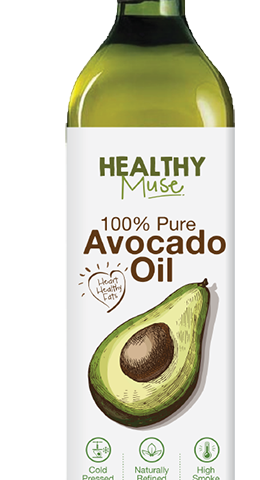 HEALTHY
Muse
100% Pure
Avocado
Oil
Heart
Healthy
Fats
Cold Naturally High
Pressed Refined Smoke